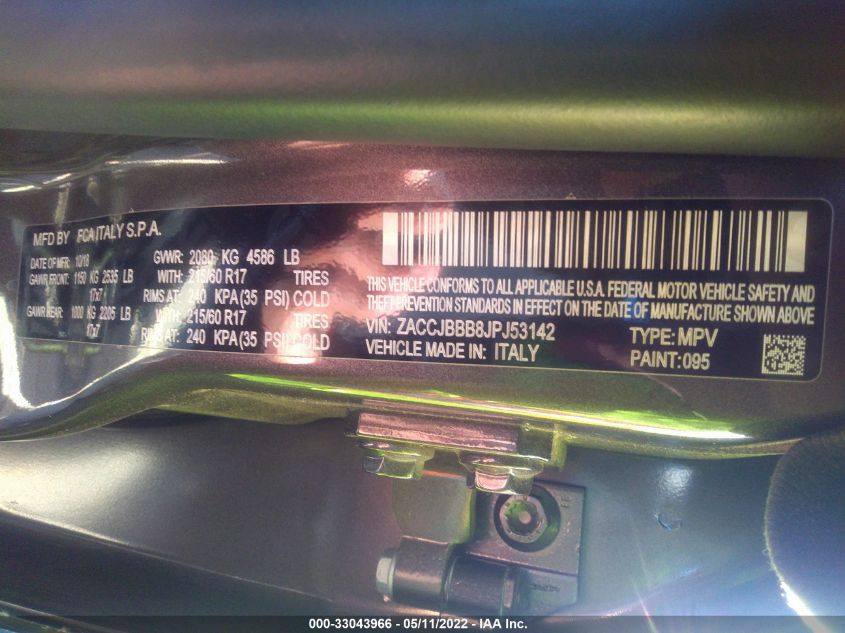 MFD BY FCA ITALY S.P.A.
DATE OF MFR: 10/18 GVWR: 2080 KG 4586 LB
GAWR FRONT: 1150 KG 2535 LB WITH: 215/60 R17 TIRES
17x7 RIMS AT: 240 KPA(35 PSI) COLD
GAWR REAR: 1000 KG 2205 LB WITH: 215/60 R17 TIRES
17x7 RIMS AT: 240 KPA(35 PSI) COLD
THIS VEHICLE CONFORMS TO ALL APPLICABLE U.S.A. FEDERAL MOTOR VEHICLE SAFETY AND
THEFT PREVENTION STANDARDS IN EFFECT ON THE DATE OF MANUFACTURE SHOWN ABOVE
VIN: ZACCJBBB8JPJ53142 TYPE: MPV
VEHICLE MADE IN: ITALY PAINT: 095
000-33043966 - 05/11/2022 - IAA Inc.